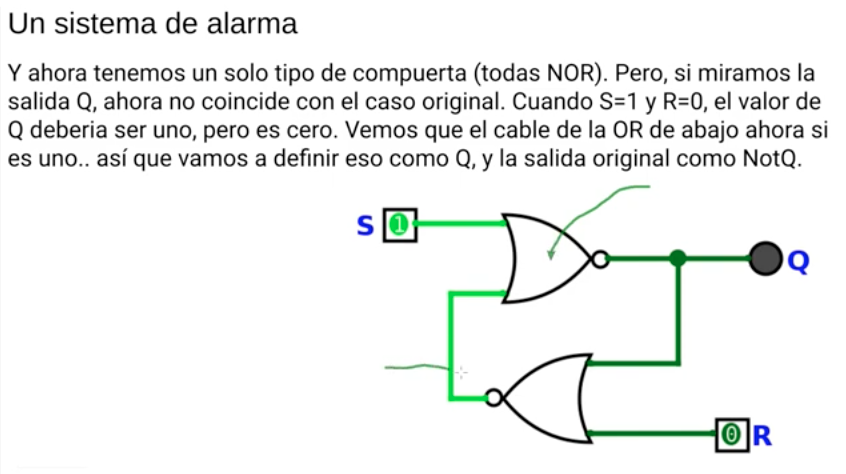 Un sistema de alarma
Y ahora tenemos un solo tipo de compuerta (todas NOR). Pero, si miramos la
salida Q, ahora no coincide con el caso original. Cuando S=1 y R=0, el valor de
Q deberia ser uno, pero es cero. Vemos que el cable de la OR de abajo ahora si
es uno.. así que vamos a definir eso como Q, y la salida original como NotQ.
S 1
Q
0 R